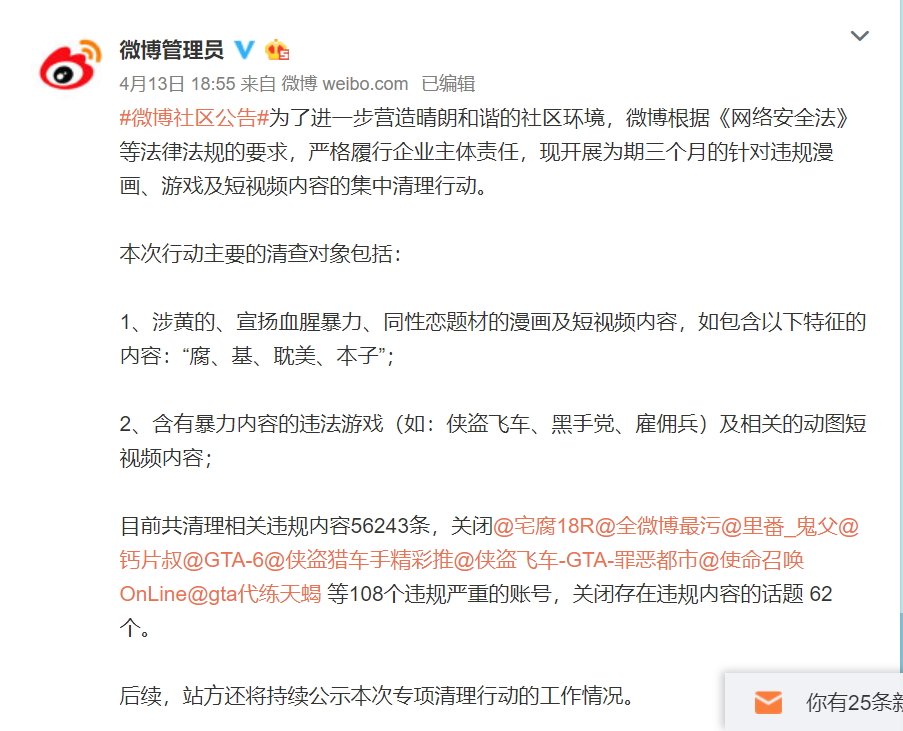 微博管理员
4月13日 18:55 来自 微博 weibo.com 已编辑
#微博社区公告#为了进一步营造晴朗和谐的社区环境，微博根据《网络安全法》
等法律法规的要求，严格履行企业主体责任，现开展为期三个月的针对违规漫
画、游戏及短视频内容的集中清理行动。
本次行动主要的清查对象包括：
1、涉黄的、宣扬血腥暴力、同性恋题材的漫画及短视频内容，如包含以下特征的
内容：“腐、基、耽美、本子”；
2、含有暴力内容的违法游戏（如：侠盗飞车、黑手党、雇佣兵）及相关的动图短
视频内容；
目前共清理相关违规内容56243条，关闭@宅腐18R@全微博最污@里番_鬼父@
钙片叔@GTA-6@侠盗猎车手精彩推@侠盗飞车-GTA-罪恶都市@使命召唤
OnLine@gta代练天蝎 等108个违规严重的账号，关闭存在违规内容的话题 62
个。
后续，站方还将持续公示本次专项清理行动的工作情况。
你有25条新